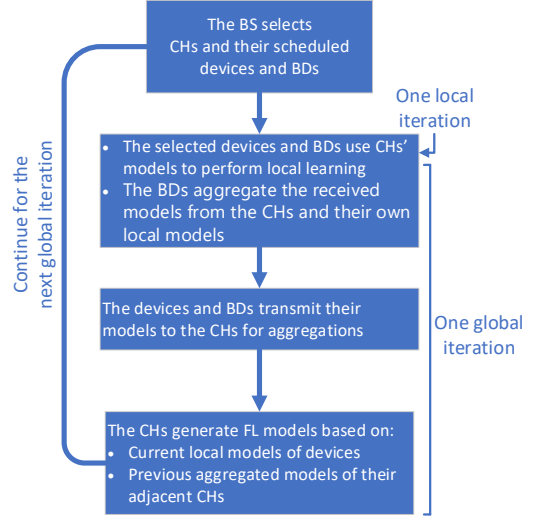 The BS selects
CHs and their scheduled
devices and BDs
One local
iteration
• The selected devices and BDs use CHs’
models to perform local learning
• The BDs aggregate the received
models from the CHs and their own
local models
Continue for the
next global iteration
The devices and BDs transmit their
models to the CHs for aggregations
One global
iteration
The CHs generate FL models based on:
• Current local models of devices
• Previous aggregated models of their
adjacent CHs